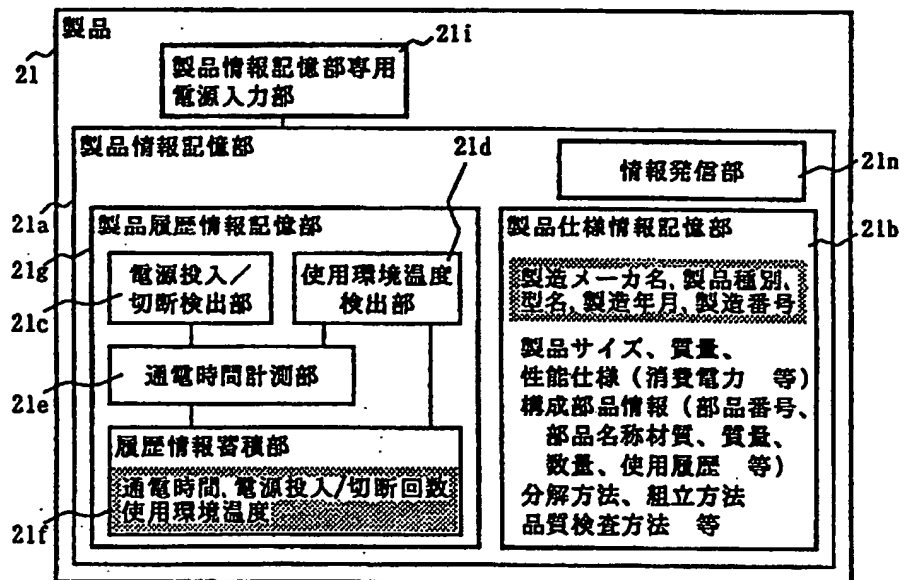 製品
21i
21
製品情報記憶部専用
電源入力部
製品情報記憶部
21d
情報発信部
21n
21a
製品履歴情報記憶部
21g
電源投入/
切断検出部
21c
使用環境温度
検出部
通電時間計測部
21e
履歴情報蓄積部
通電時間、電源投入/切断回数
使用環境温度
21f
製品仕様情報記憶部
21b
製造メーカ名、製品種別、
型名、製造年月、製造番号
製品サイズ、質量、
性能仕様(消費電力 等)
構成部品情報(部品番号、
部品名称材質、質量、
数量、使用履歴 等)
分解方法、組立方法
品質検査方法 等